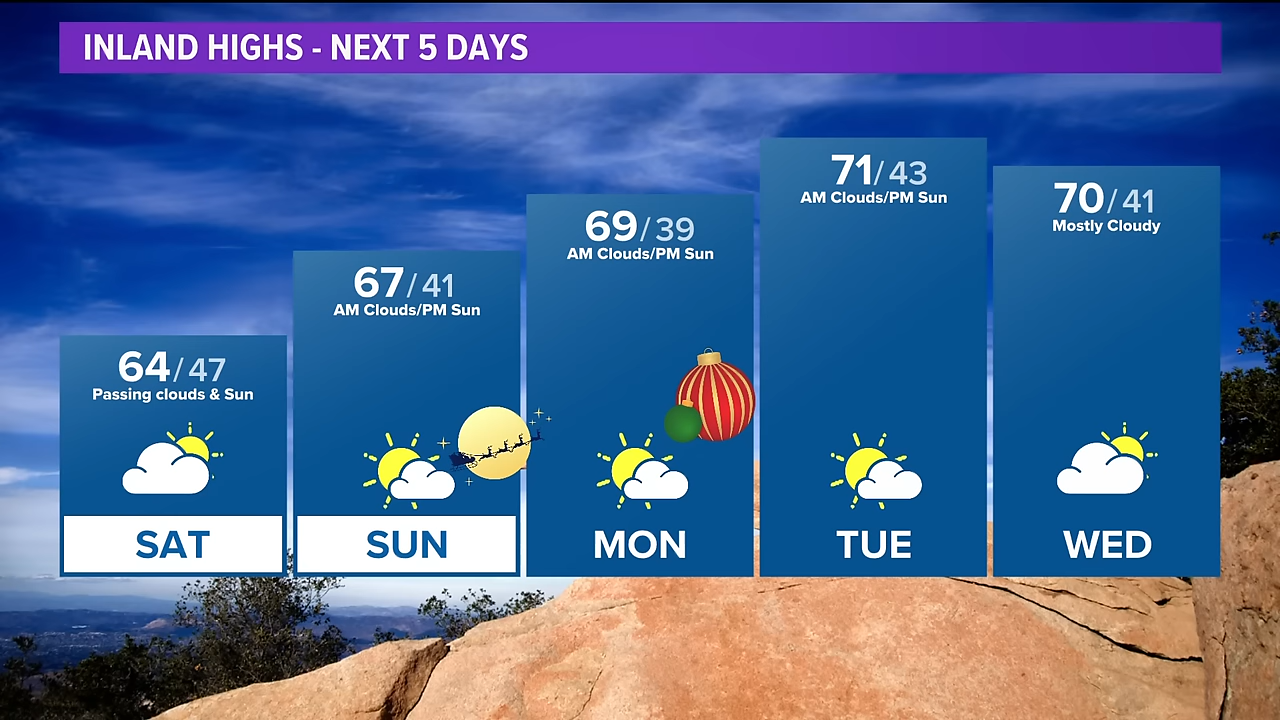 INLAND HIGHS - NEXT 5 DAYS
64/47
Passing clouds & Sun
SAT
67/41
AM Clouds/PM Sun
SUN
69/39
AM Clouds/PM Sun
MON
71/43
AM Clouds/PM Sun
TUE
70/41
Mostly Cloudy
WED